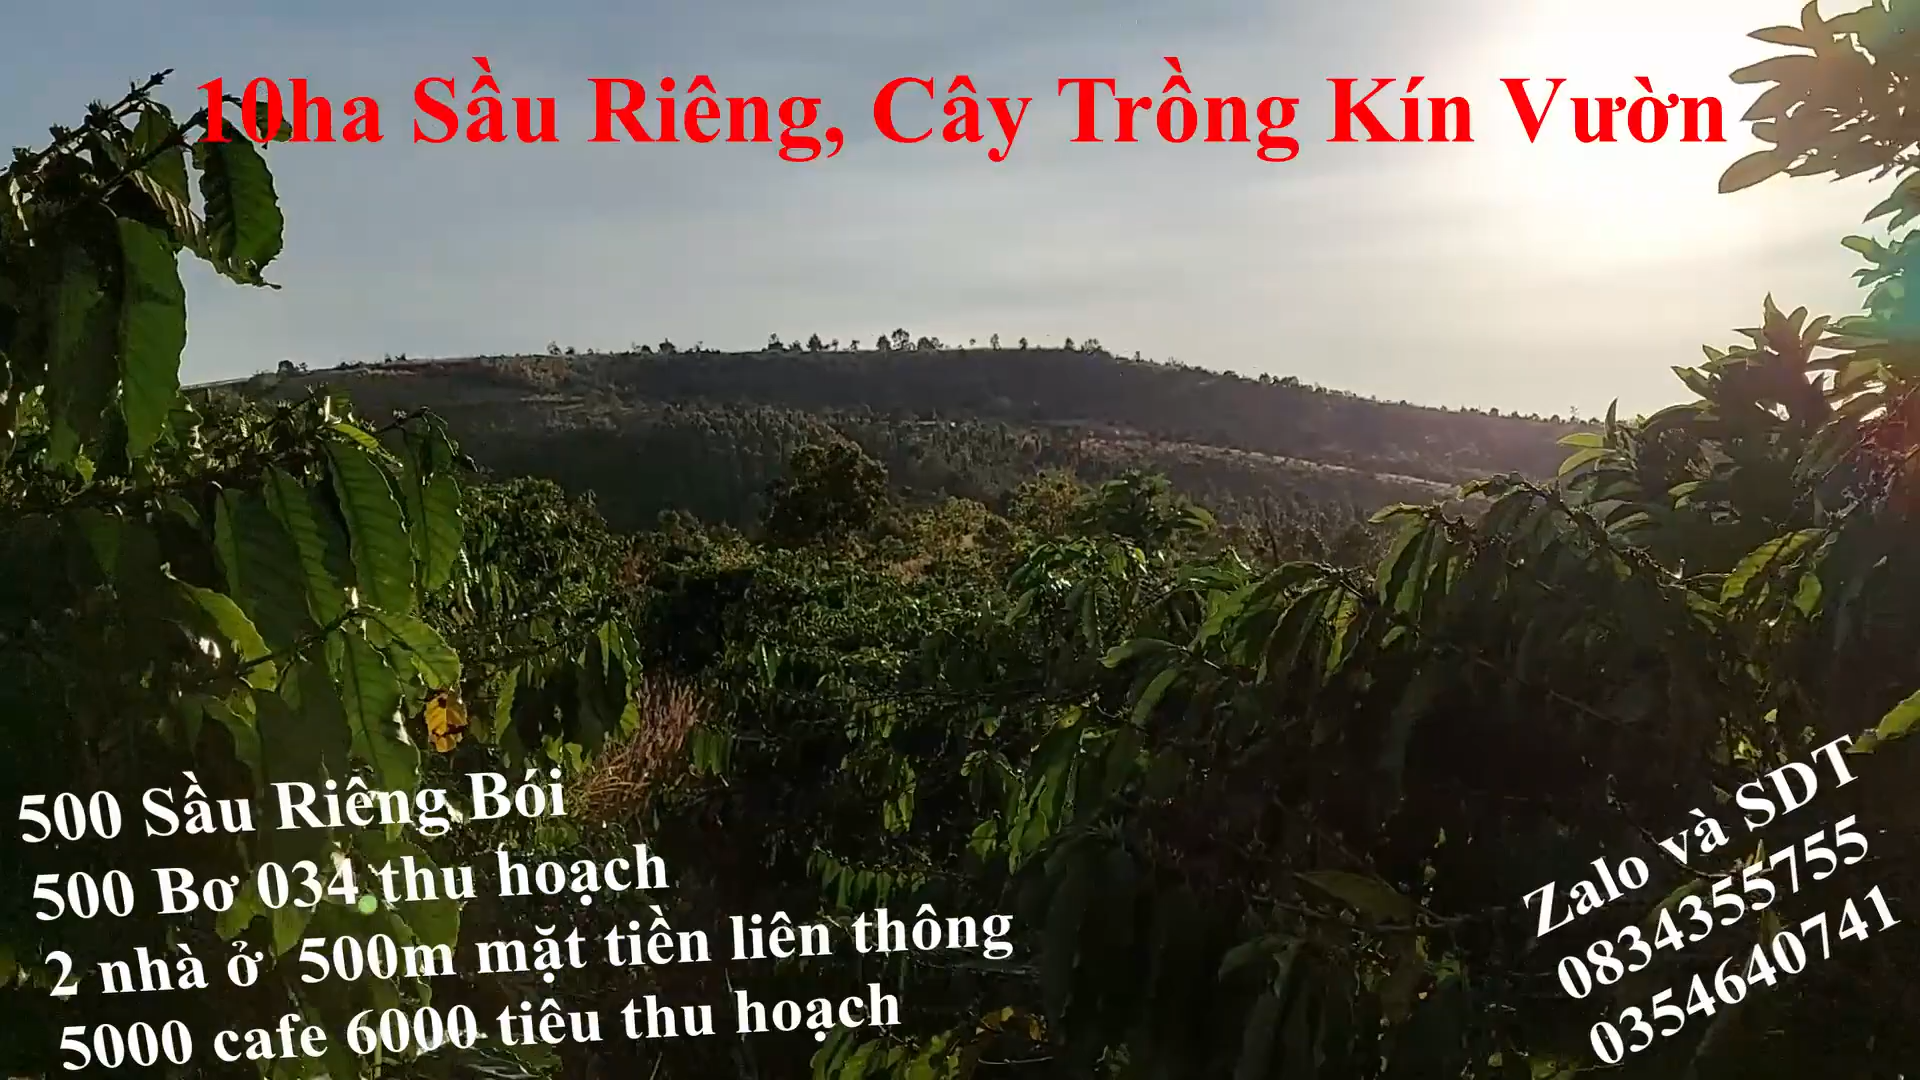 10ha Sầu Riêng, Cây Trồng Kín Vườn
500 Sầu Riêng Bói
500 Bơ 034 thu hoạch
2 nhà ở 500m mặt tiền liên thông
5000 cafe 6000 tiêu thu hoạch
Zalo và SDT
0834355755
0354640741